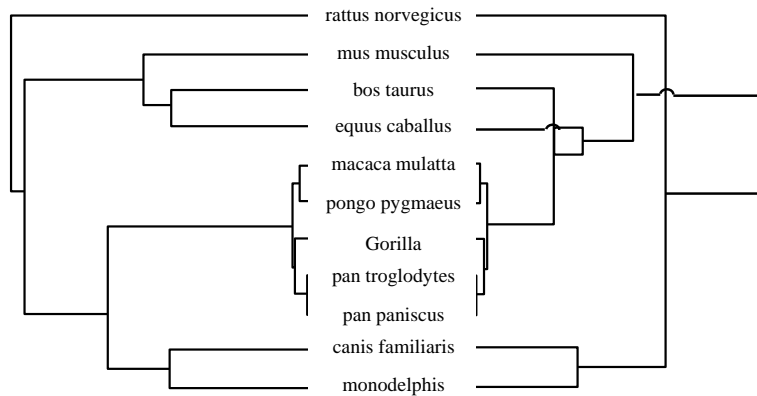 rattus norvegicus
mus musculus
bos taurus
equus caballus
macaca mulatta
pongo pygmaeus
Gorilla
pan troglodytes
pan paniscus
canis familiaris
monodelphis